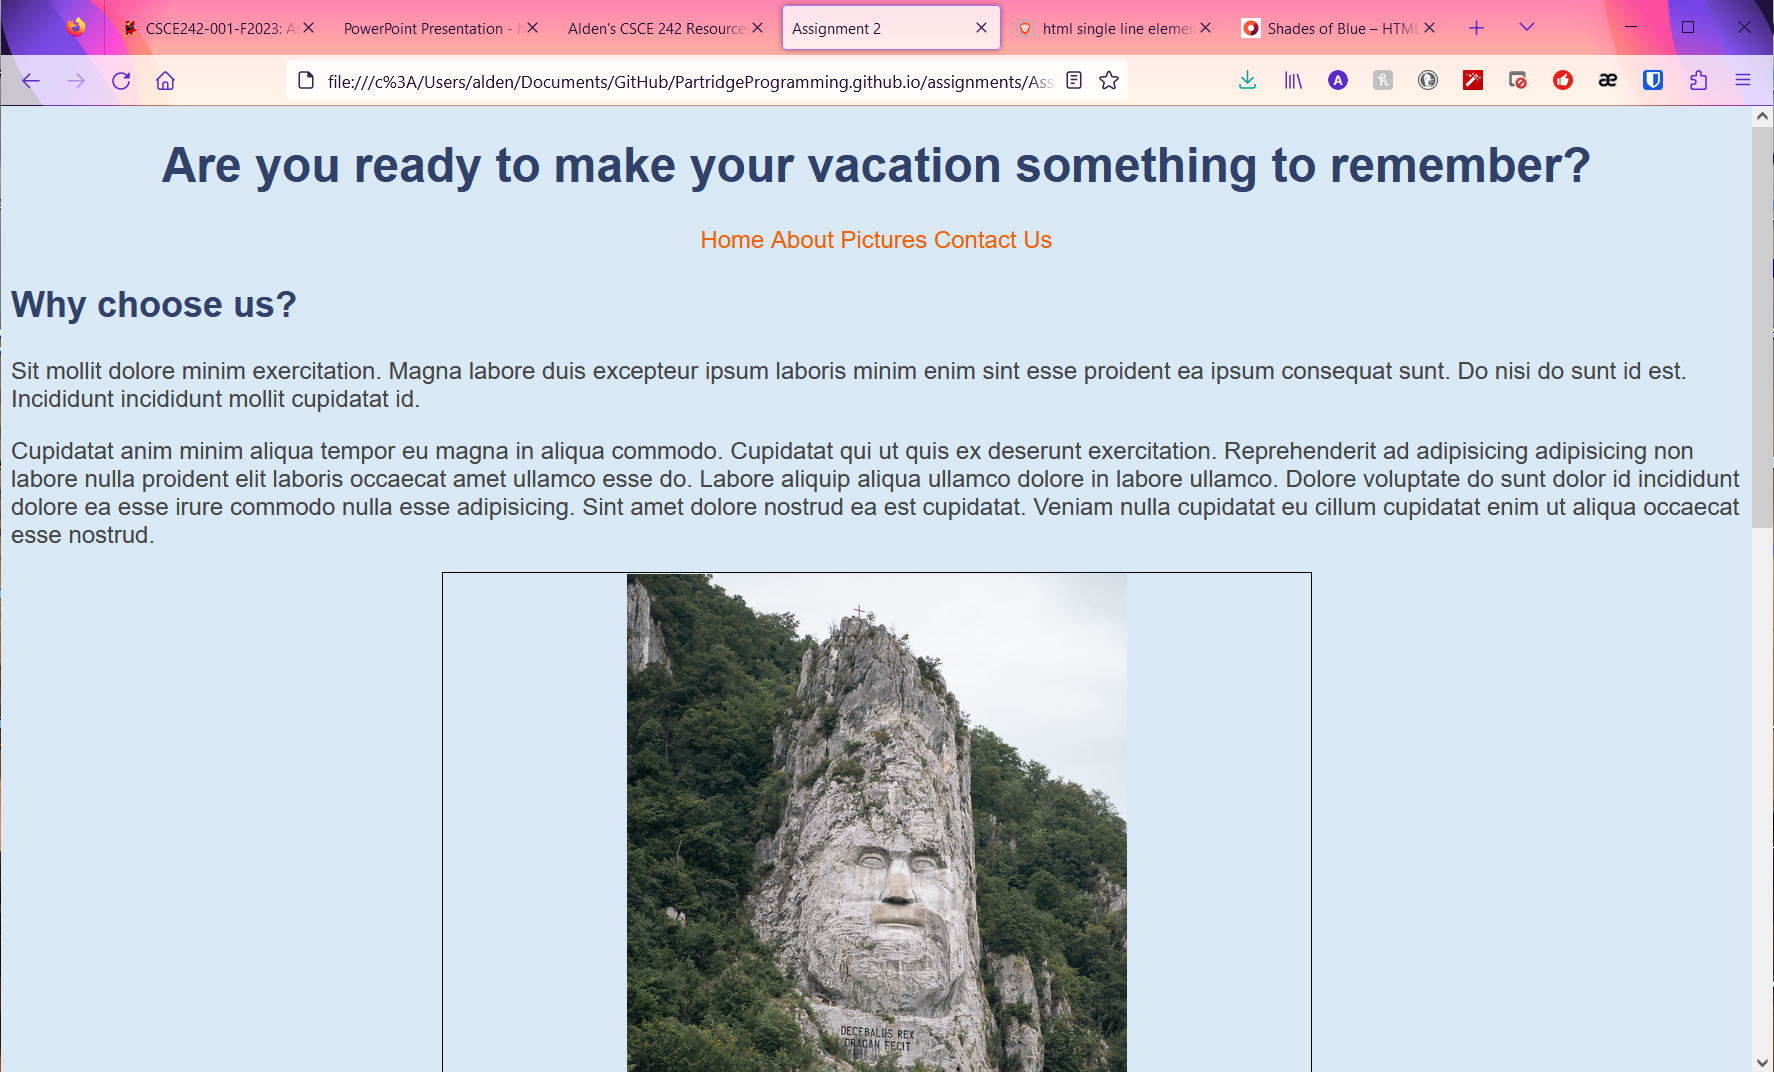 CSCE242-001-F2023: A
PowerPoint Presentation - h
Alden's CSCE 242 Resource
Assignment 2
html single line elemen
Shades of Blue – HTML
file:///c%3A/Users/alden/Documents/GitHub/PartridgeProgramming.github.io/assignments/Ass
A
æ
Are you ready to make your vacation something to remember?
Home About Pictures Contact Us
Why choose us?
Sit mollit dolore minim exercitation. Magna labore duis excepteur ipsum laboris minim enim sint esse proident ea ipsum consequat sunt. Do nisi do sunt id est.
Incididunt incididunt mollit cupidatat id.
Cupidatat anim minim aliqua tempor eu magna in aliqua commodo. Cupidatat qui ut quis ex deserunt exercitation. Reprehenderit ad adipisicing adipisicing non
labore nulla proident elit laboris occaecat amet ullamco esse do. Labore aliquip aliqua ullamco dolore in labore ullamco. Dolore voluptate do sunt dolor id incididunt
dolore ea esse irure commodo nulla esse adipisicing. Sint amet dolore nostrud ea est cupidatat. Veniam nulla cupidatat eu cillum cupidatat enim ut aliqua occaecat
esse nostrud.
DECEBALUS REX
DRAGAN FECIT